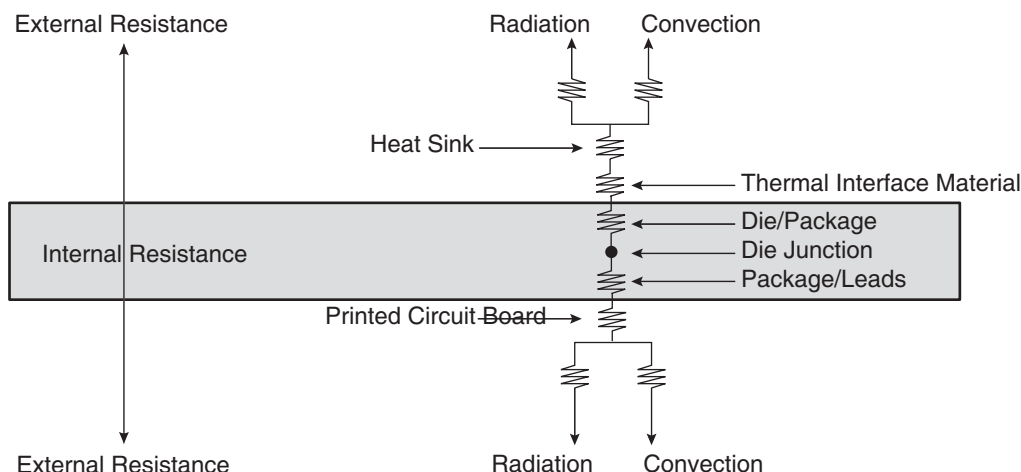 External Resistance
Radiation Convection
Heat Sink
Thermal Interface Material
Die/Package
Internal Resistance
Die Junction
Package/Leads
Printed Circuit Board
External Resistance
Radiation Convection